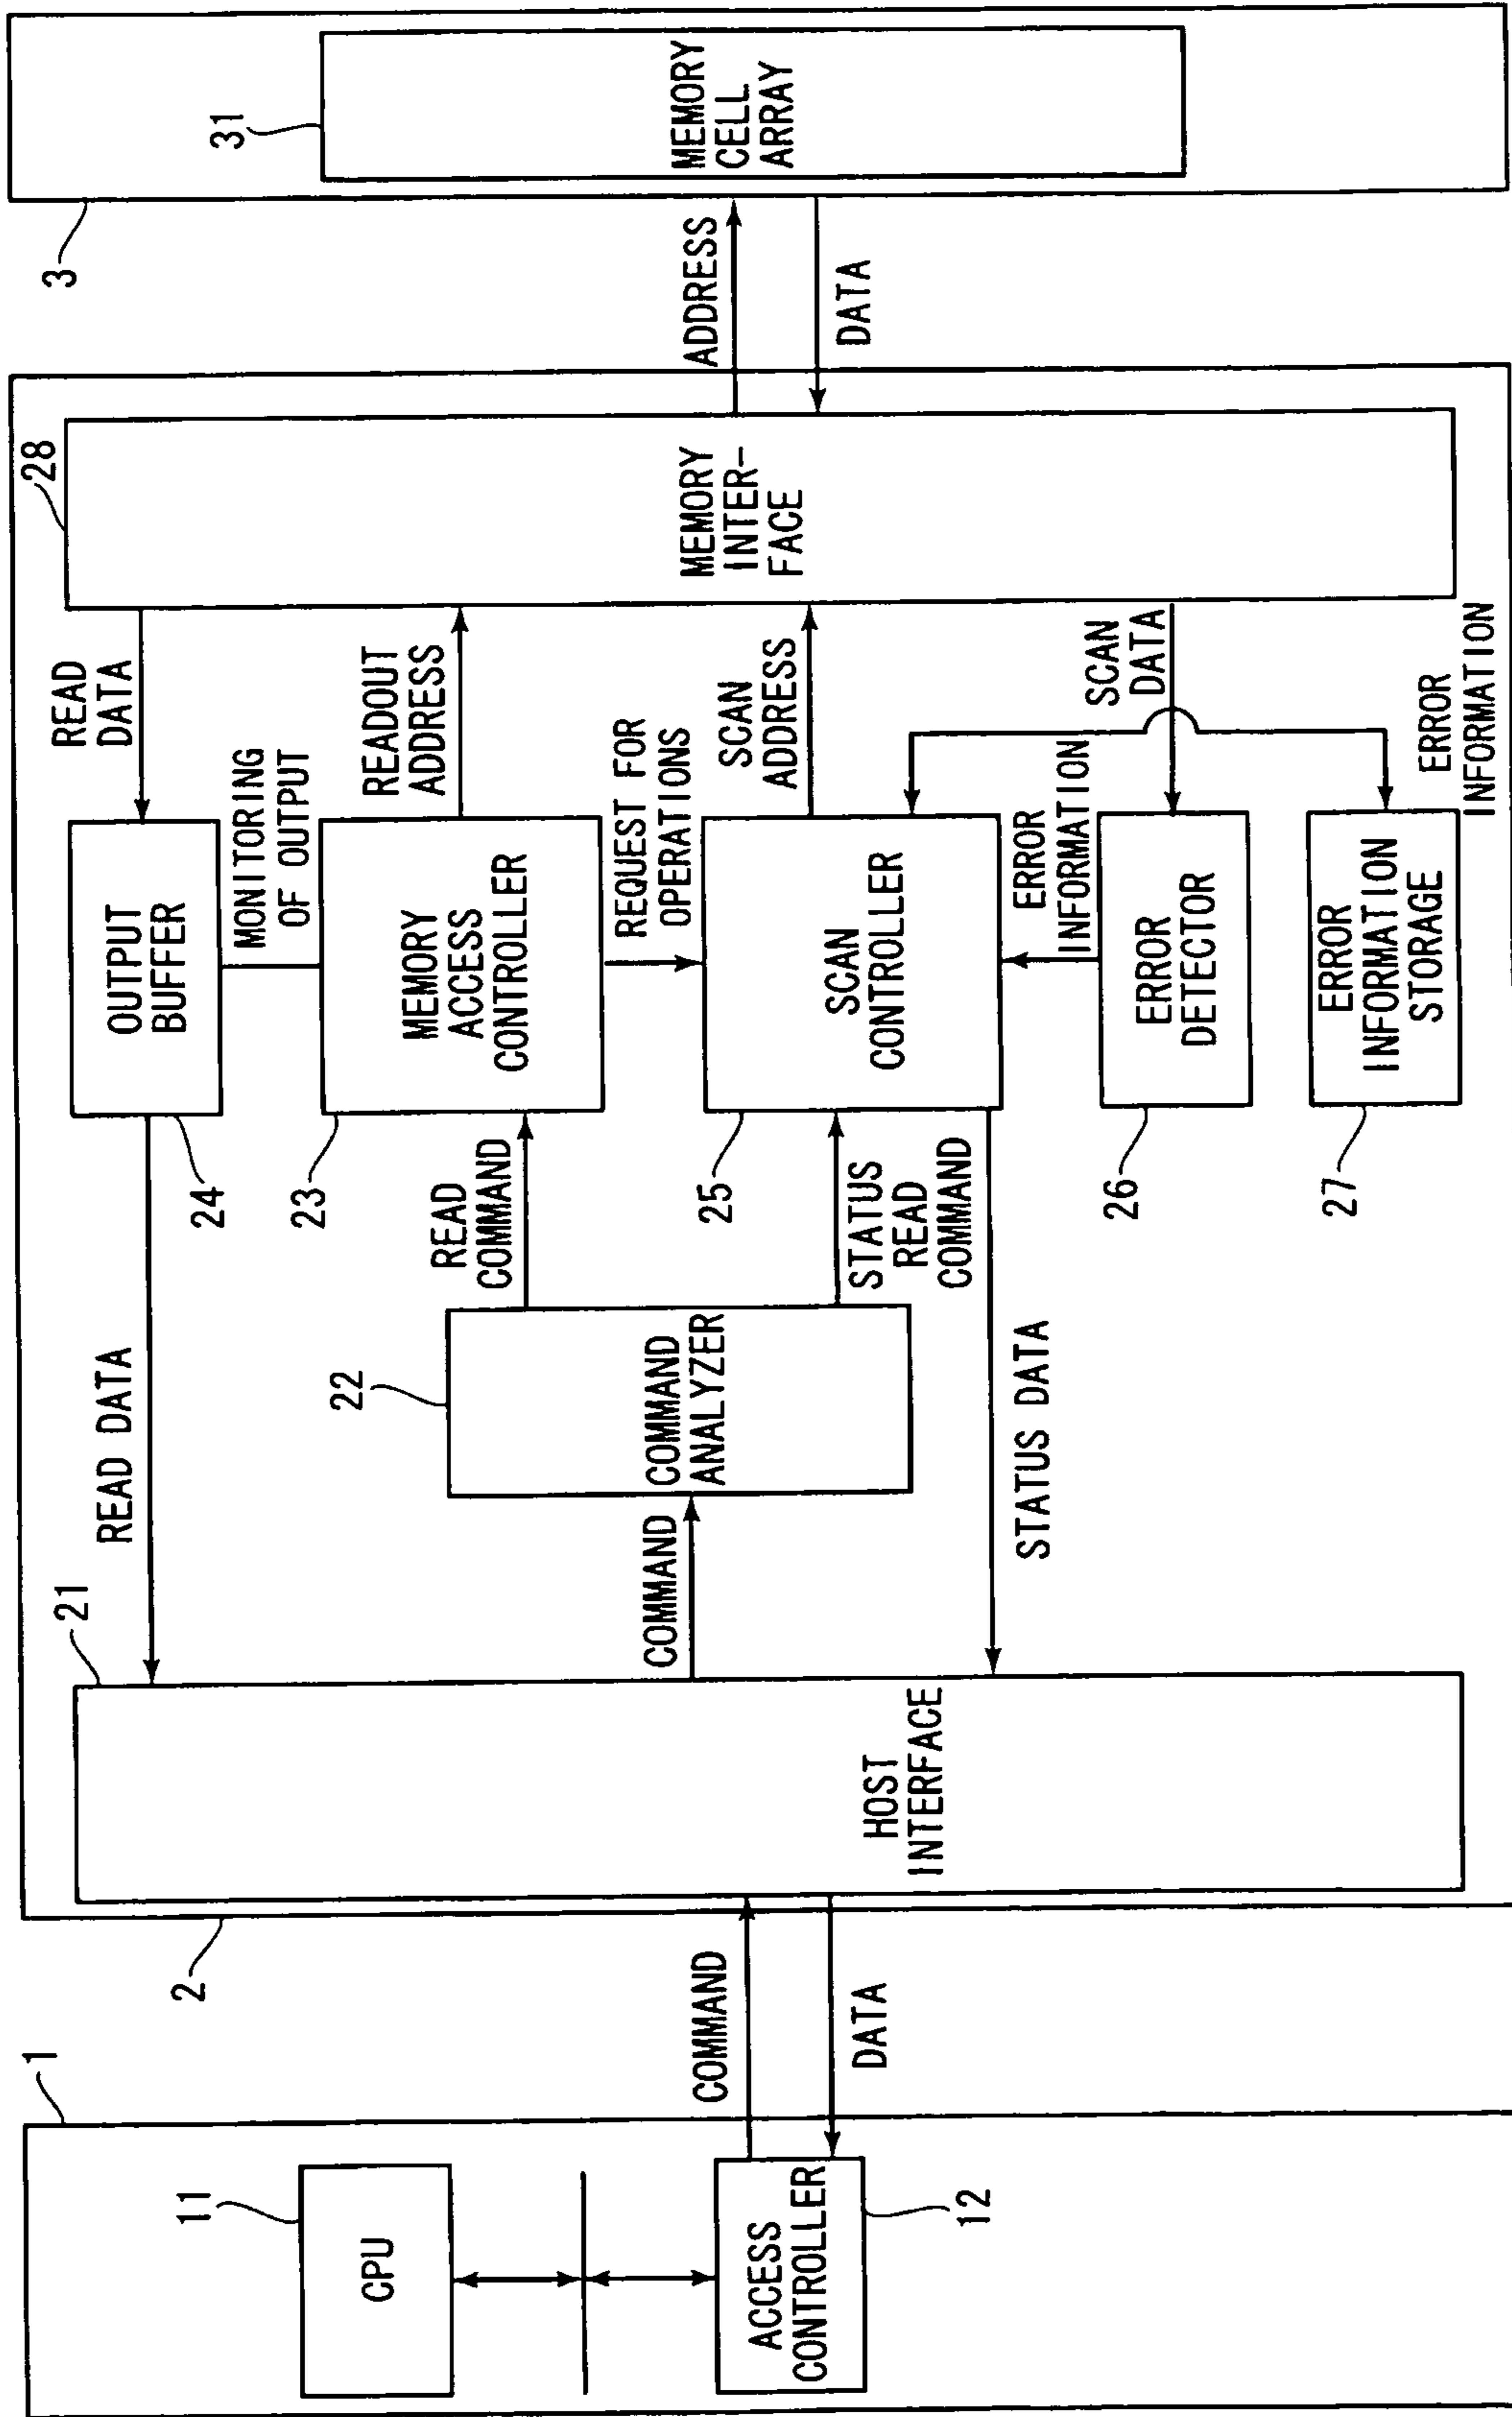 1
11
CPU
ACCESS
CONTROLLER
12
COMMAND
DATA
2
21
HOST
INTERFACE
READ DATA
COMMAND
STATUS DATA
22
COMMAND
ANALYZER
READ
COMMAND
STATUS
READ
COMMAND
24
OUTPUT
BUFFER
MONITORING
OF OUTPUT
23
MEMORY
ACCESS
CONTROLLER
REQUEST FOR
OPERATIONS
25
SCAN
CONTROLLER
ERROR
INFORMATION
26
ERROR
DETECTOR
27
ERROR
INFORMATION
STORAGE
READ
DATA
READOUT
ADDRESS
SCAN
ADDRESS
SCAN
DATA
ERROR
INFORMATION
28
MEMORY
INTER-
FACE
ADDRESS
DATA
3
31
MEMORY
CELL
ARRAY